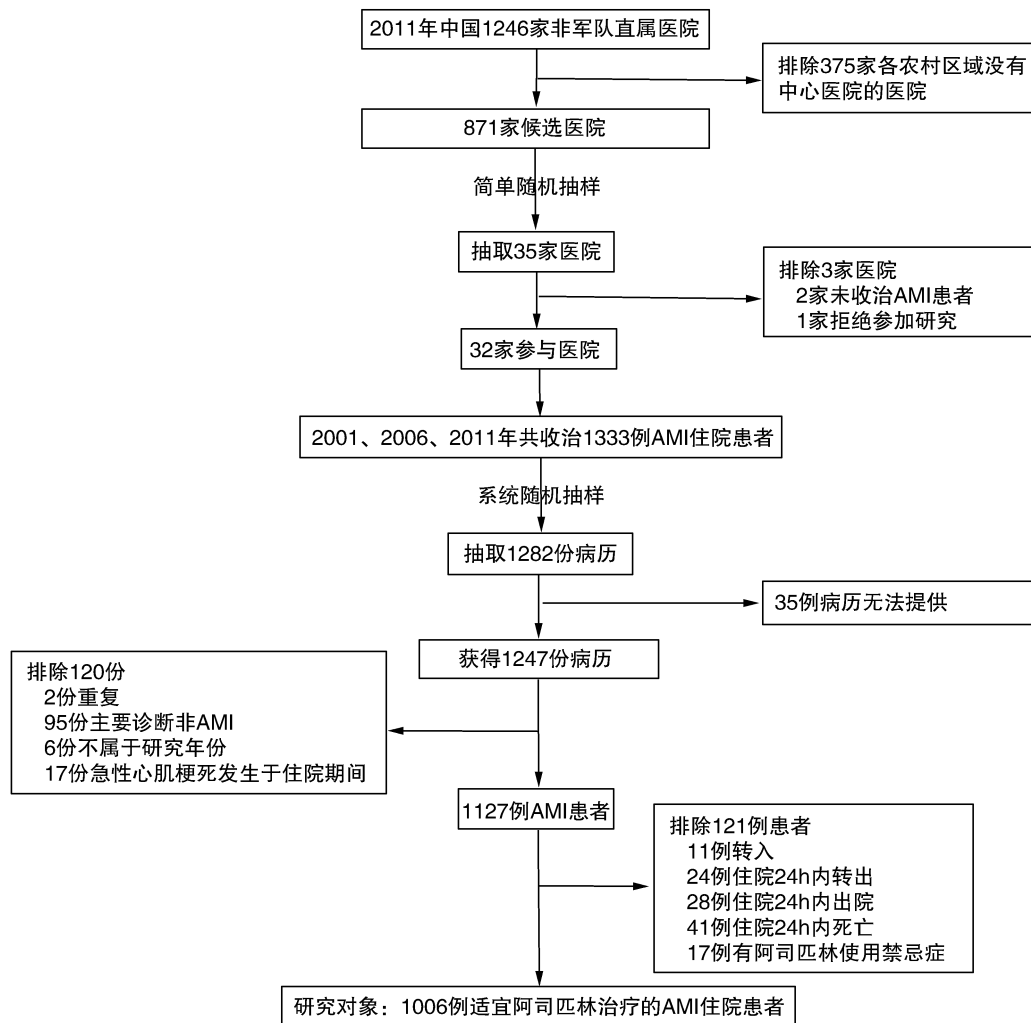 2011年中国1246家非军队直属医院
排除375家各农村区域没有
中心医院的医院
871家候选医院
简单随机抽样
抽取35家医院
排除3家医院
2家未收治AMI患者
1家拒绝参加研究
32家参与医院
2001、2006、2011年共收治1333例AMI住院患者
系统随机抽样
抽取1282份病历
35例病历无法提供
获得1247份病历
排除120份
2份重复
95份主要诊断非AMI
6份不属于研究年份
17份急性心肌梗死发生于住院期间
1127例AMI患者
排除121例患者
11例转入
24例住院24h内转出
28例住院24h内出院
41例住院24h内死亡
17例有阿司匹林使用禁忌症
研究对象：1006例适宜阿司匹林治疗的AMI住院患者